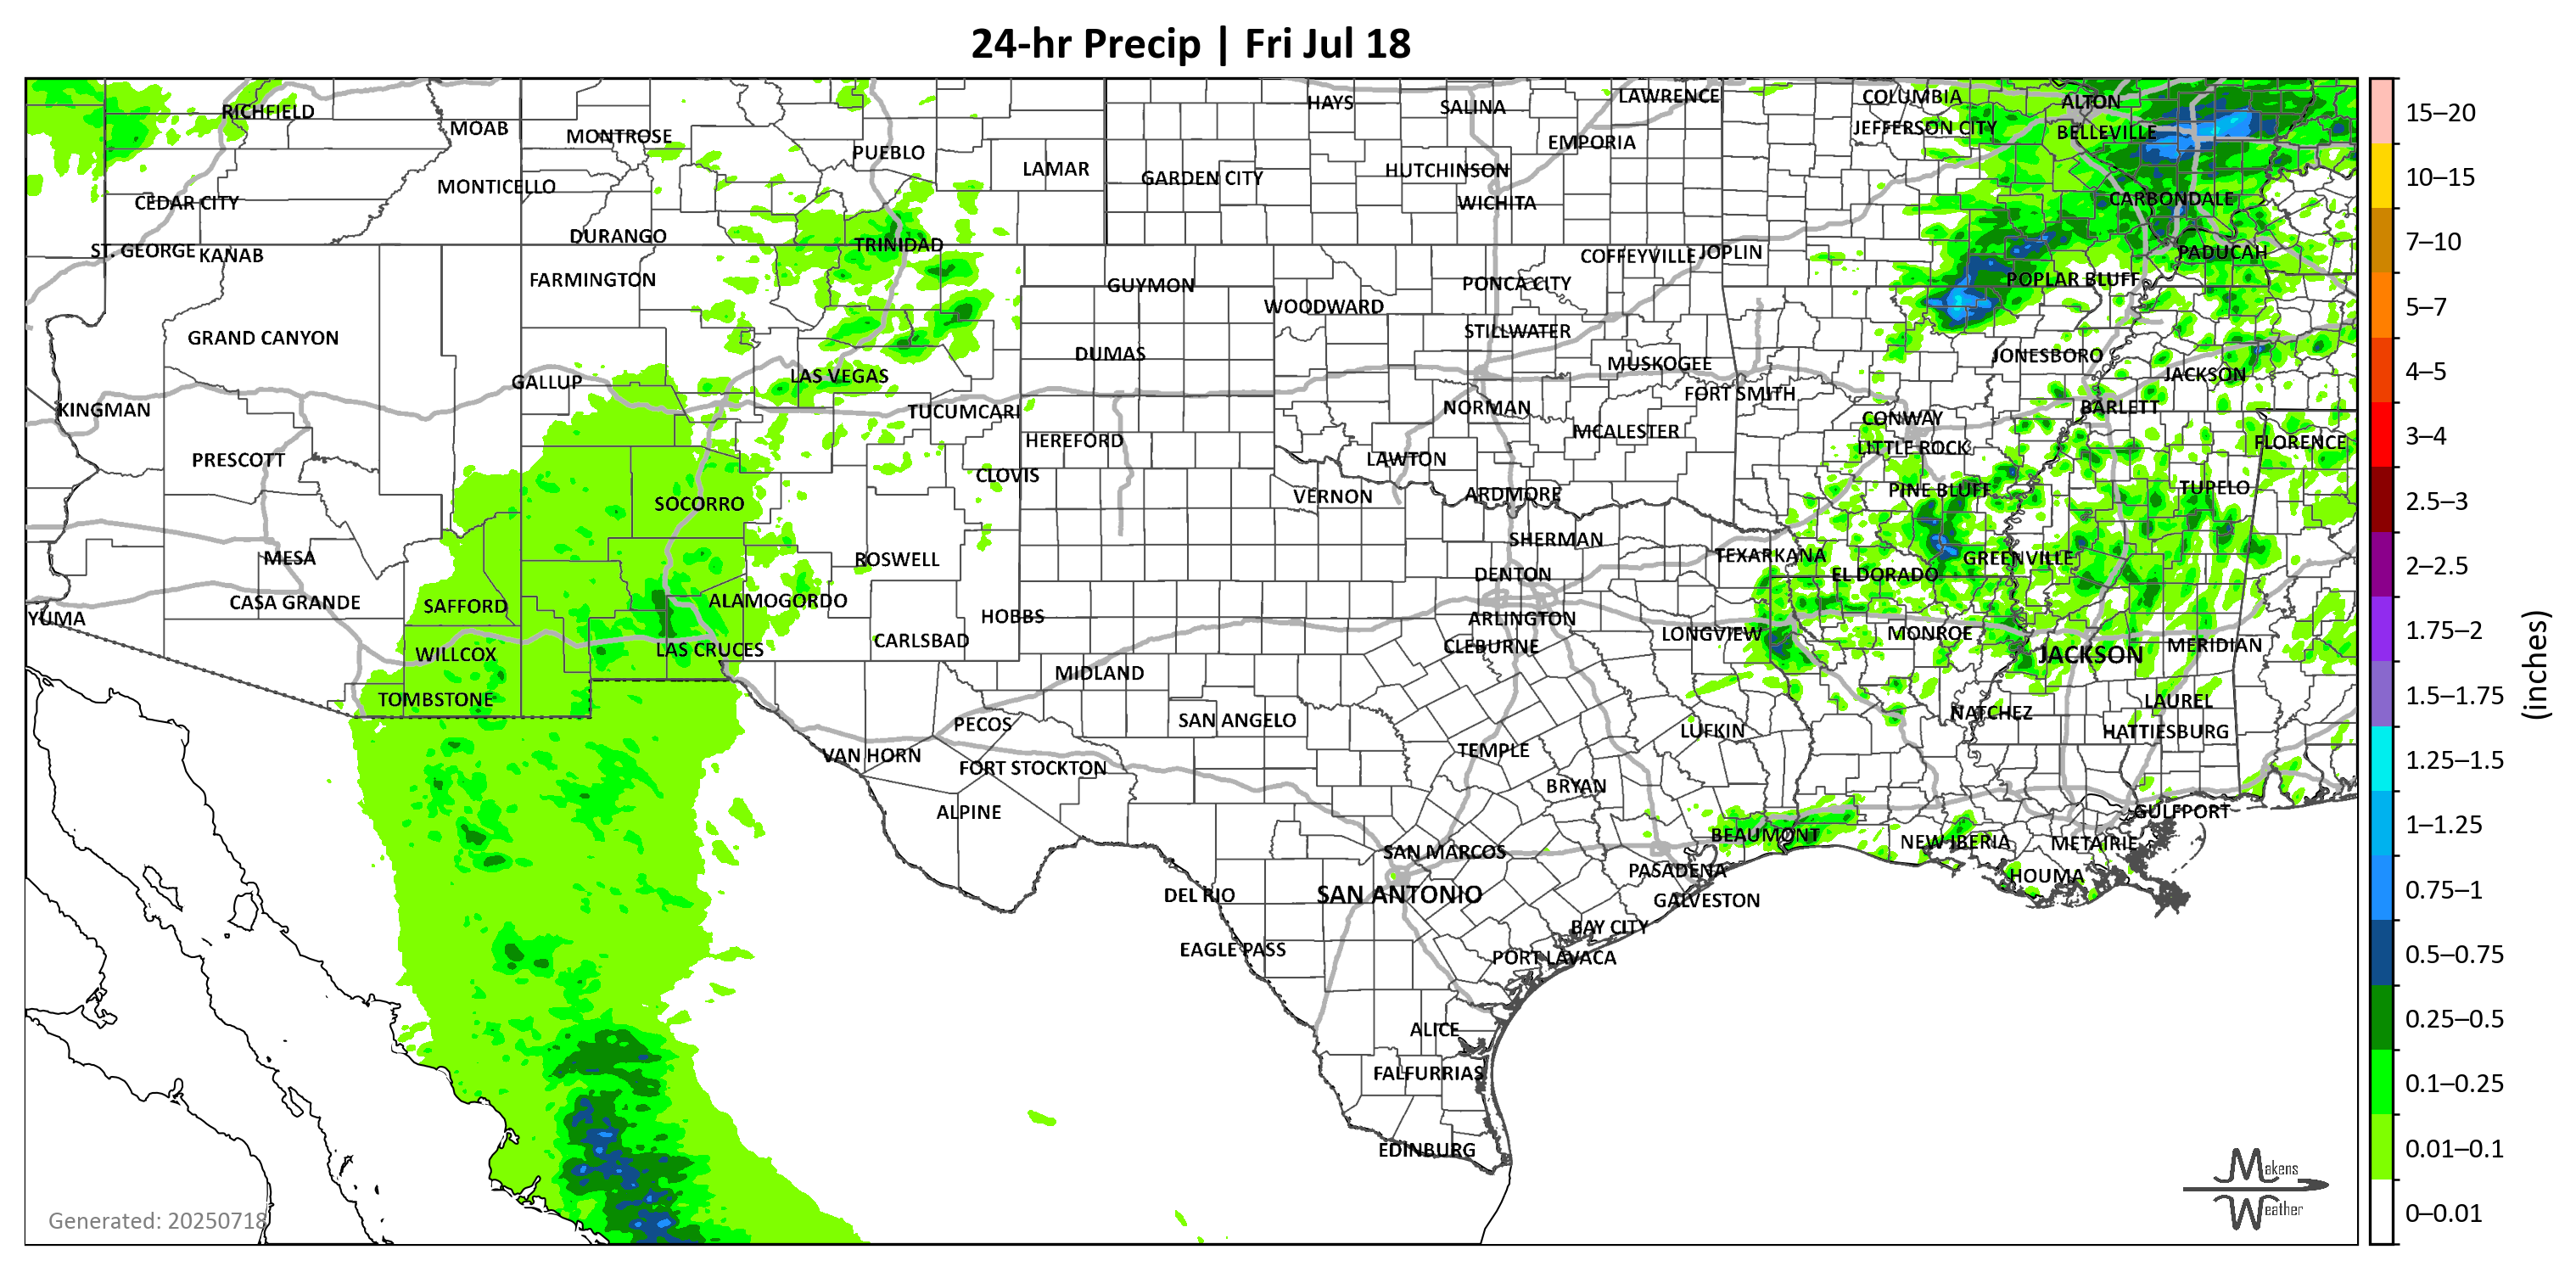 24-hr Precip | Fri Jul 18
RICHFIELD
MOAB
MONTROSE
PUEBLO
LAMAR
HAYS
SALINA
LAWRENCE
COLUMBIA
ALTON
JEFFERSON CITY
BELLEVILLE
EMPORIA
HUTCHINSON
GARDEN CITY
MONTICELLO
CEDAR CITY
WICHITA
CARBONDALE
DURANGO
TRINIDAD
ST. GEORGE
KANAB
COFFEYVILLE
JOPLIN
PADUCAH
FARMINGTON
GUYMON
PONCA CITY
POPLAR BLUFF
WOODWARD
GRAND CANYON
STILLWATER
DUMAS
JONESBORO
MUSKOGEE
GALLUP
LAS VEGAS
JACKSON
FORT SMITH
KINGMAN
TUCUMCARI
NORMAN
BARLETT
CONWAY
HEREFORD
MCALESTER
LITTLE ROCK
FLORENCE
PRESCOTT
LAWTON
CLOVIS
SOCORRO
VERNON
ARDMORE
PINE BLUFF
TUPELO
SHERMAN
MESA
ROSWELL
TEXARKANA
GREENVILLE
DENTON
EL DORADO
CASA GRANDE
SAFFORD
ALAMOGORDO
YUMA
HOBBS
ARLINGTON
LONGVIEW
MONROE
CARLSBAD
CLEBURNE
MERIDIAN
WILLCOX
LAS CRUCES
JACKSON
MIDLAND
TOMBSTONE
LAUREL
NATCHEZ
PECOS
SAN ANGELO
LUFKIN
HATTIESBURG
VAN HORN
TEMPLE
FORT STOCKTON
BRYAN
ALPINE
GULFPORT
BEAUMONT
NEW IBERIA
METAIRIE
SAN MARCOS
PASADENA
HOUMA
DEL RIO
SAN ANTONIO
GALVESTON
BAY CITY
EAGLE PASS
PORT LAVACA
ALICE
FALFURRIAS
EDINBURG
Generated: 20250718
Makens
Weather
15–20
10–15
7–10
5–7
4–5
3–4
2.5–3
2–2.5
1.75–2
1.5–1.75
1.25–1.5
1–1.25
0.75–1
0.5–0.75
0.25–0.5
0.1–0.25
0.01–0.1
0–0.01
(inches)